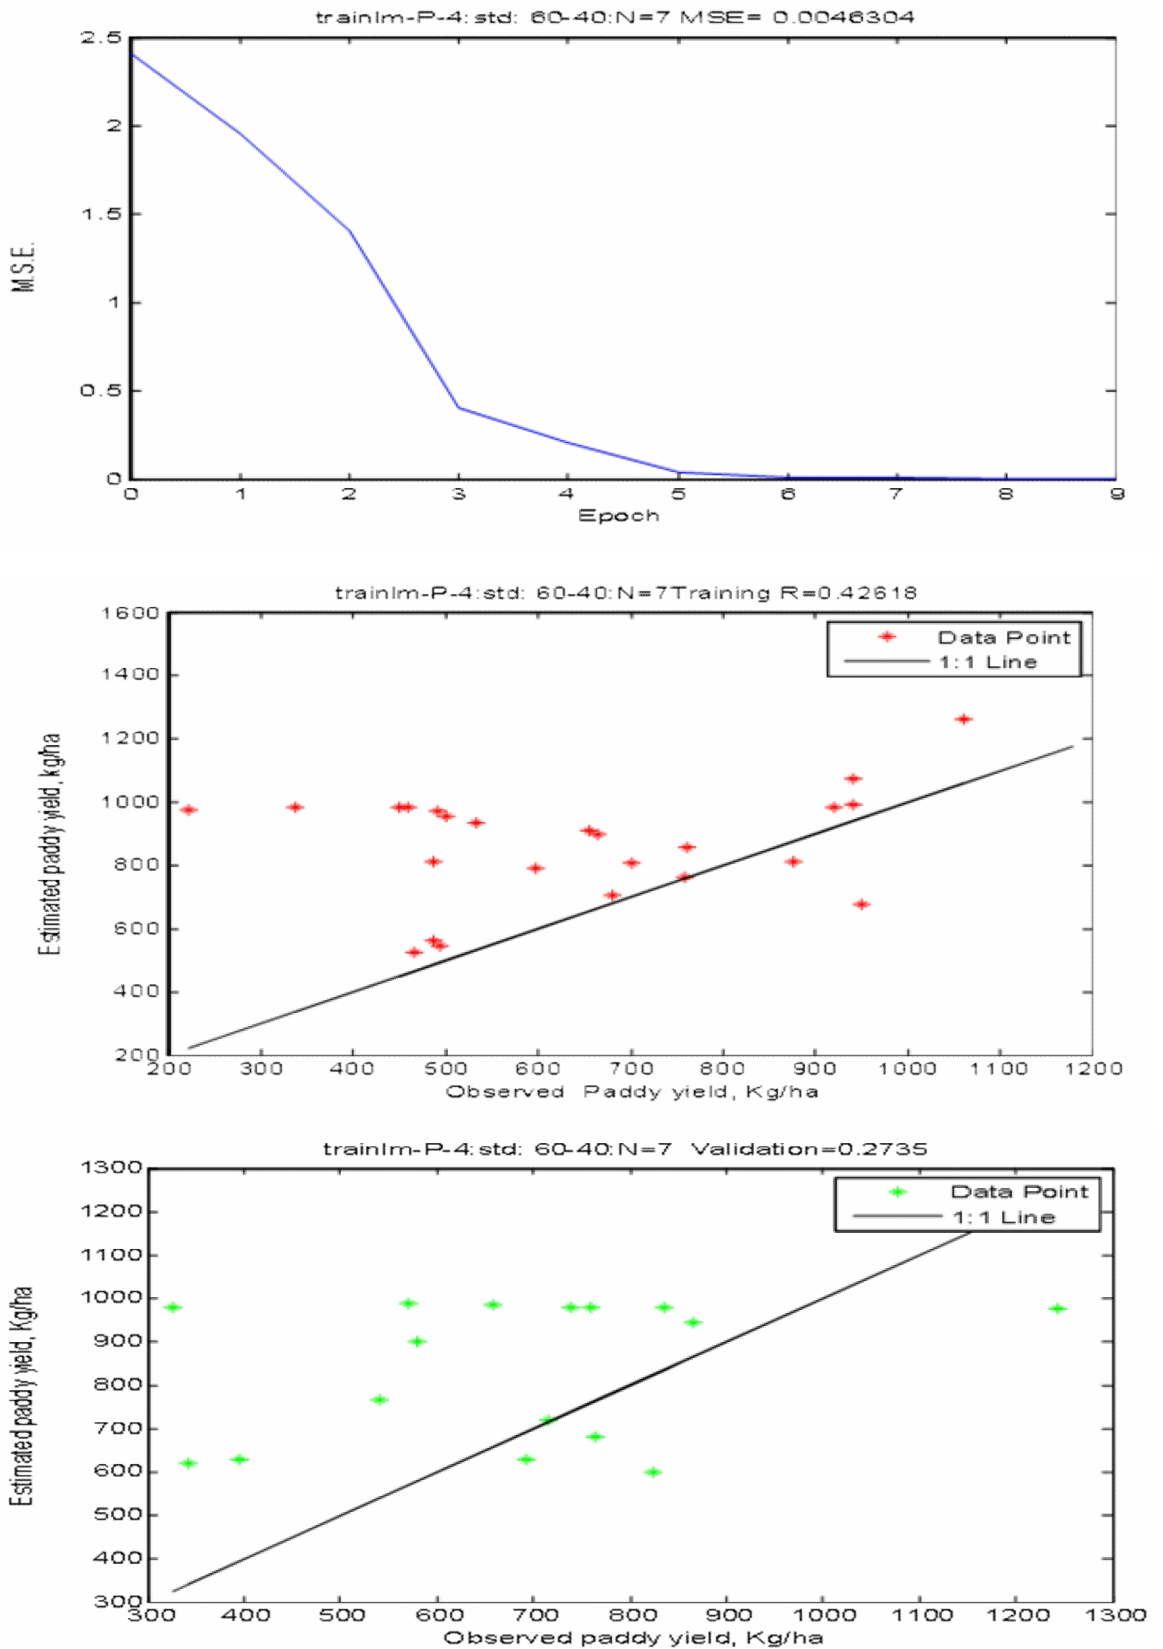 trainlm-P-4:std: 60-40:N=7 MSE= 0.0046304
2.5
2
1.5
1
0.5
0
M.S.E.
0 1 2 3 4 5 6 7 8 9
Epoch
trainlm-P-4:std: 60-40:N=7Training R=0.42618
1600
1400
1200
1000
800
600
400
200
Estimated paddy yield, kg/ha
Data Point
1:1 Line
200 300 400 500 600 700 800 900 1000 1100 1200
Observed Paddy yield, Kg/ha
trainlm-P-4:std: 60-40:N=7 Validation=0.2735
1300
1200
1100
1000
900
800
700
600
500
400
300
Estimated paddy yield, Kg/ha
Data Point
1:1 Line
300 400 500 600 700 800 900 1000 1100 1200 1300
Observed paddy yield, Kg/ha